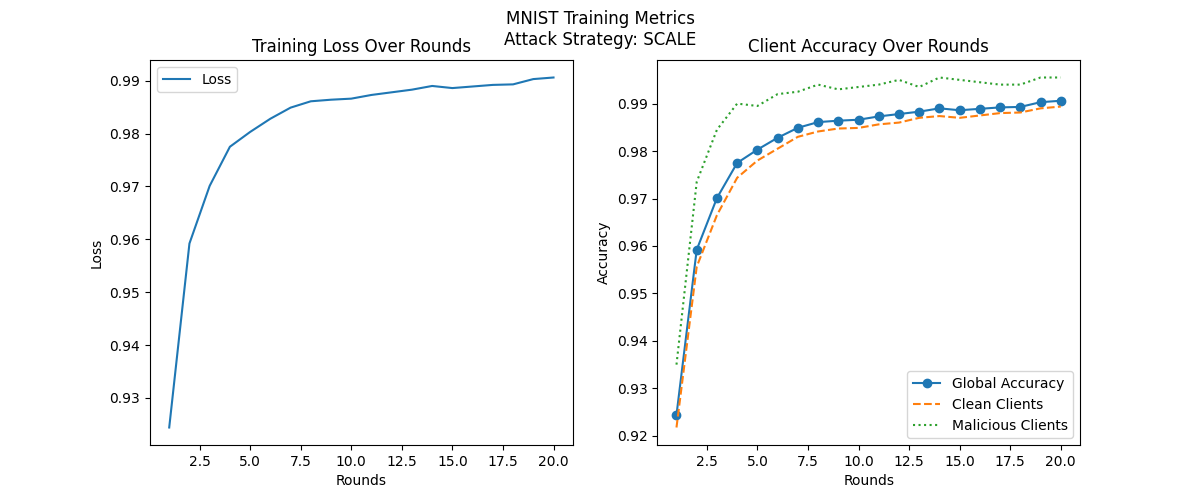 MNIST Training Metrics
Attack Strategy: SCALE
Training Loss Over Rounds
Loss
0.99
0.98
0.97
0.96
0.95
0.94
0.93
Loss
2.5 5.0 7.5 10.0 12.5 15.0 17.5 20.0
Rounds
Client Accuracy Over Rounds
0.99
0.98
0.97
0.96
0.95
0.94
0.93
0.92
Accuracy
Global Accuracy
Clean Clients
Malicious Clients
2.5 5.0 7.5 10.0 12.5 15.0 17.5 20.0
Rounds